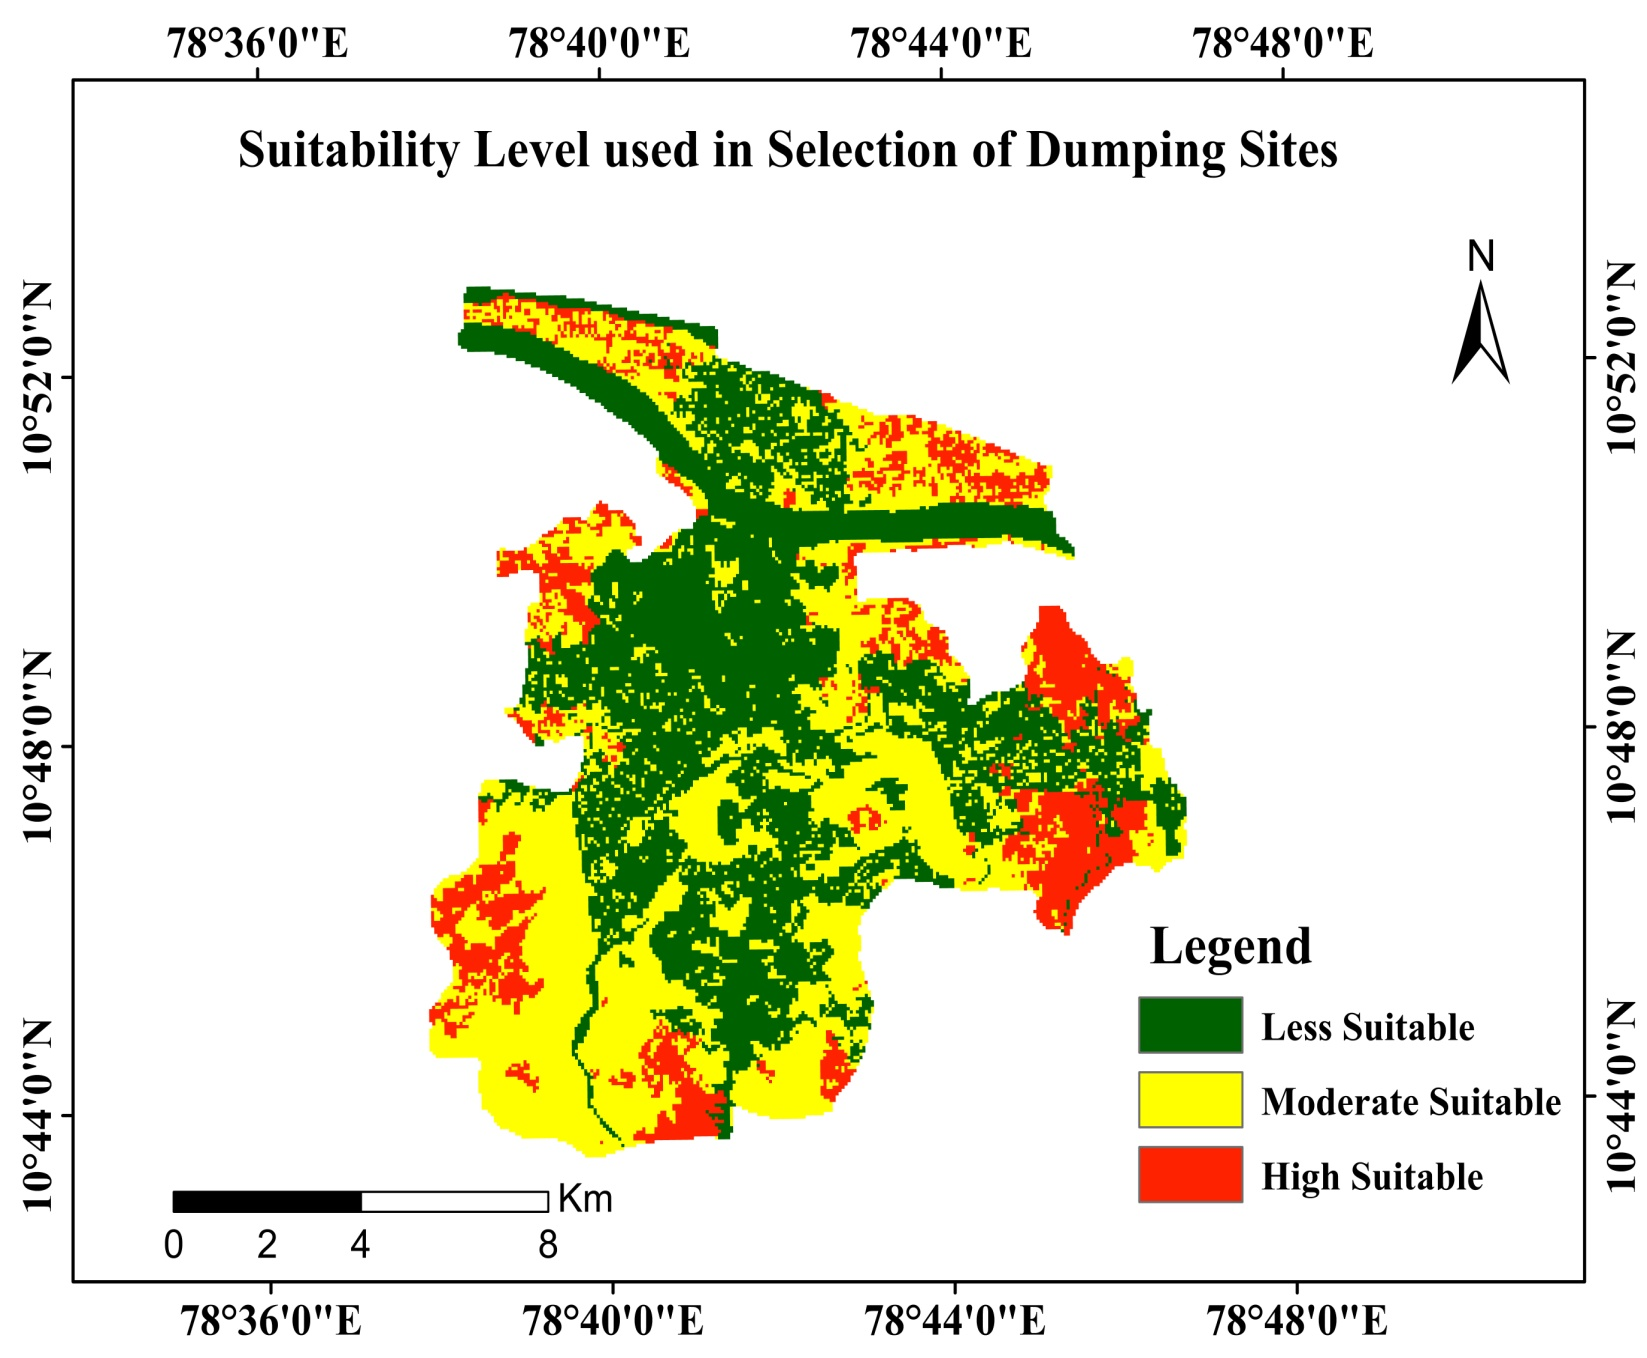 78°36'0"E 78°40'0"E 78°44'0"E 78°48'0"E
Suitability Level used in Selection of Dumping Sites
N
10°52'0"N
10°48'0"N
10°44'0"N
10°52'0"N
10°48'0"N
10°44'0"N
Legend
Less Suitable
Moderate Suitable
High Suitable
Km
0 2 4 8
78°36'0"E 78°40'0"E 78°44'0"E 78°48'0"E